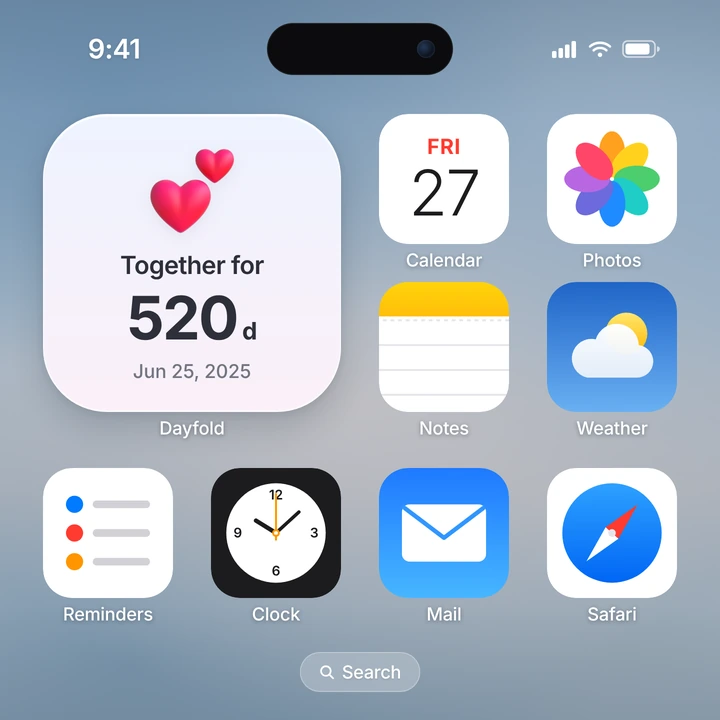 9:41
Together for
520 d
Jun 25, 2025
Dayfold
FRI
27
Calendar
Photos
Notes
Weather
Reminders
12
9
3
6
Clock
Mail
Safari
Search